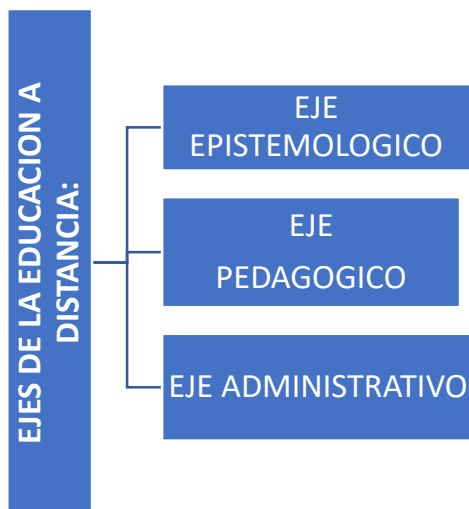 EJES DE LA EDUCACION A
DISTANCIA:
EJE
EPISTEMOLOGICO
EJE
PEDAGOGICO
EJE ADMINISTRATIVO